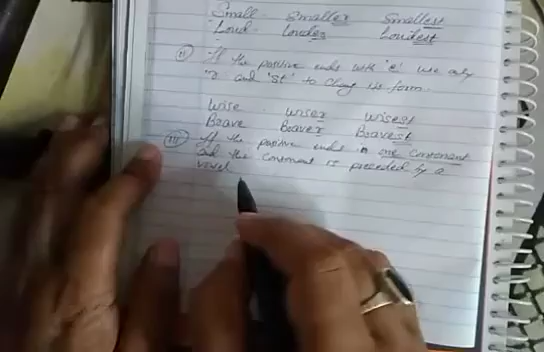 Small - Smaller Smallest
Loud - Louder Loudest
(ii) If the positive ends with 'e' use only
'r' and 'st' to change its form.
Wise - wiser wisest
Brave Braver Bravest
(iii) If the positive ends in one consonant
and the consonant is preceded by a
vowel